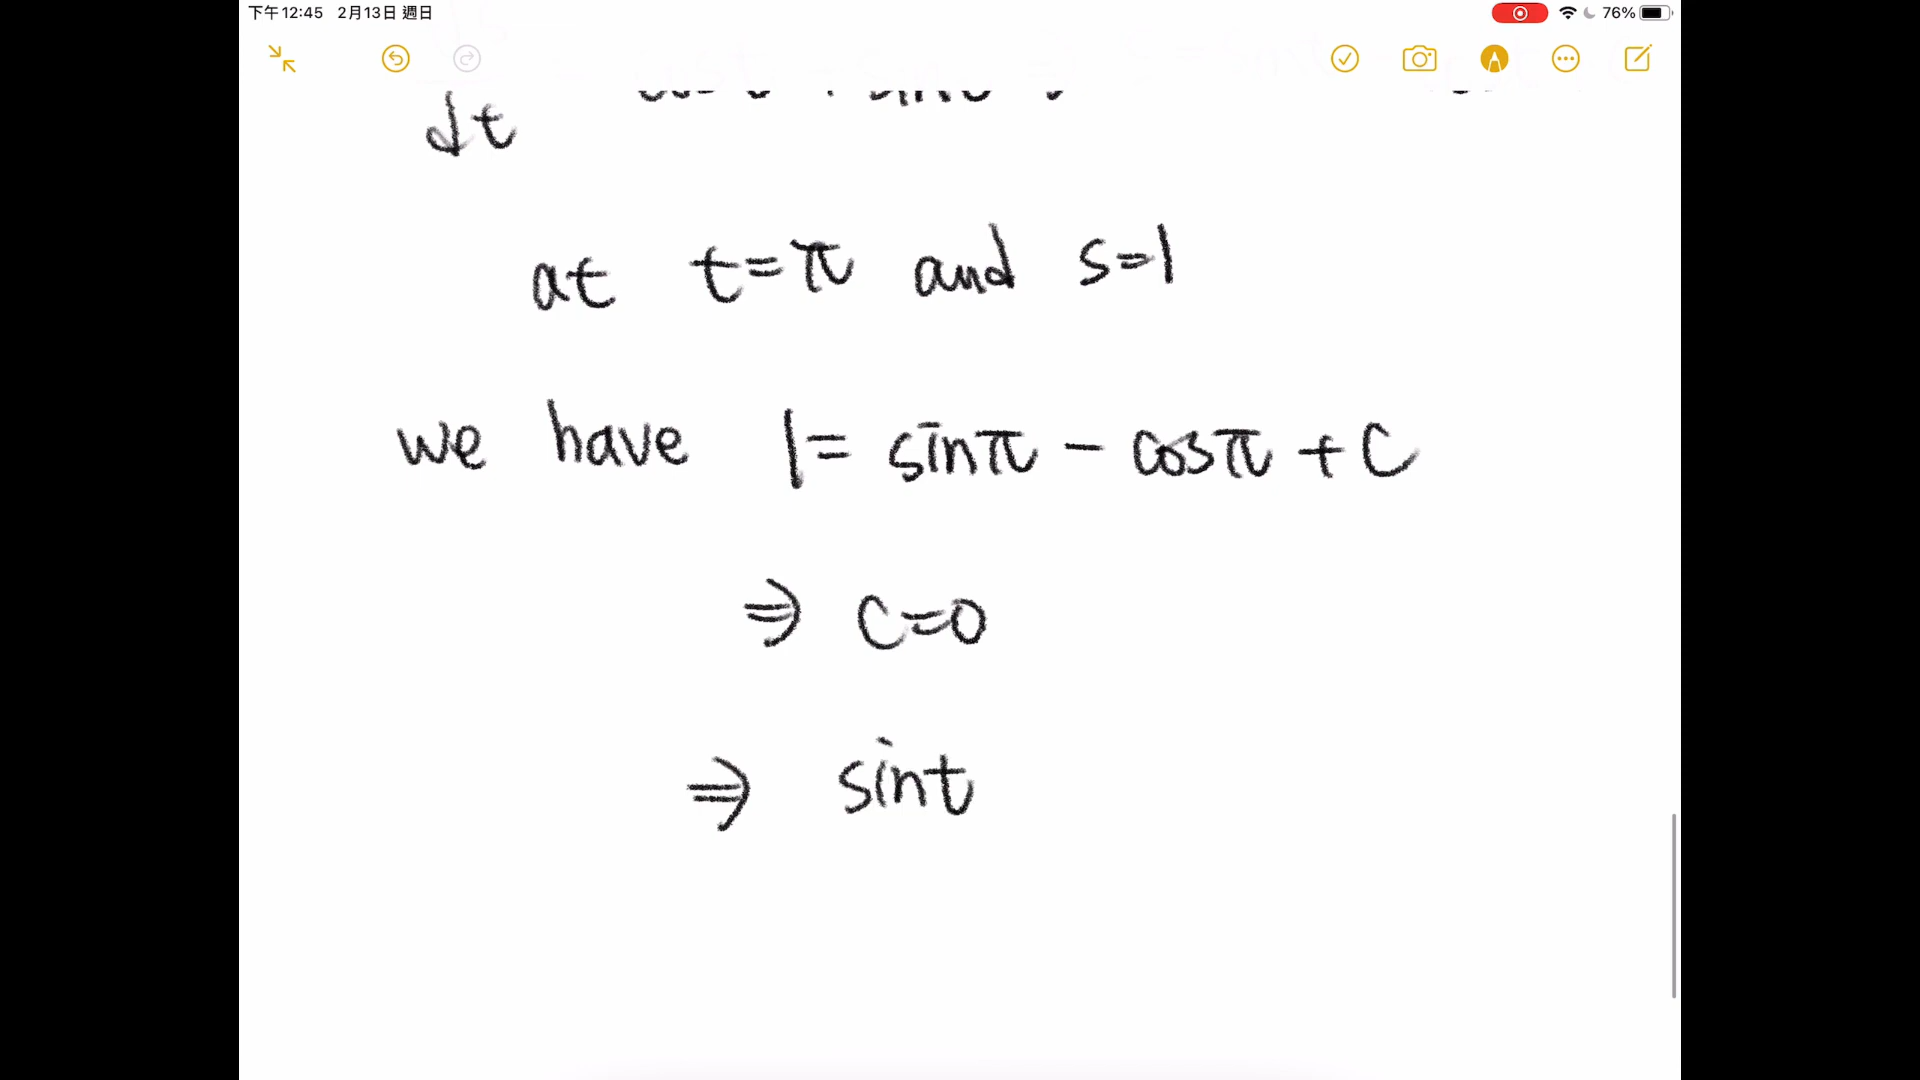 下午12:45 2月13日 週日 76%
dt
at t=π and s=1
we have 1= sinπ - cosπ + C
⇒ C=0
⇒ sint